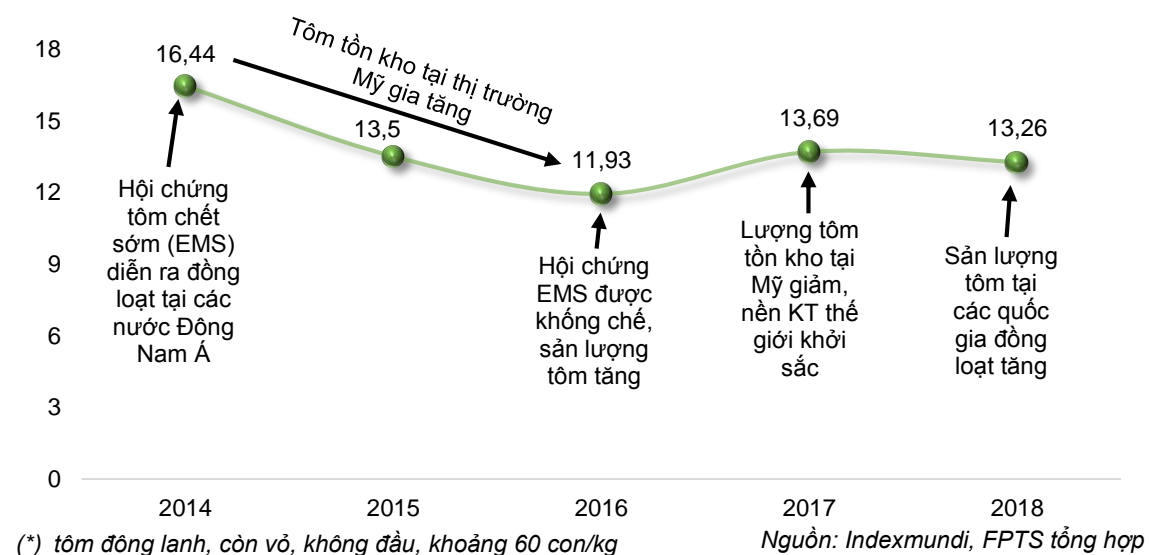 Tôm tồn kho tại thị trường
Mỹ gia tăng
18
15
12
9
6
3
0
16,44
13,5
11,93
13,69
13,26
Hội chứng
tôm chết
sớm (EMS)
diễn ra đồng
loạt tại các
nước Đông
Nam Á
Hội chứng
EMS được
khống chế,
sản lượng
tôm tăng
Lượng tôm
tồn kho tại
Mỹ giảm,
nền KT thế
giới khởi
sắc
Sản lượng
tôm tại
các quốc
gia đồng
loạt tăng
2014 2015 2016 2017 2018
(*) tôm đông lanh, còn vỏ, không đầu, khoảng 60 con/kg
Nguồn: Indexmundi, FPTS tổng hợp